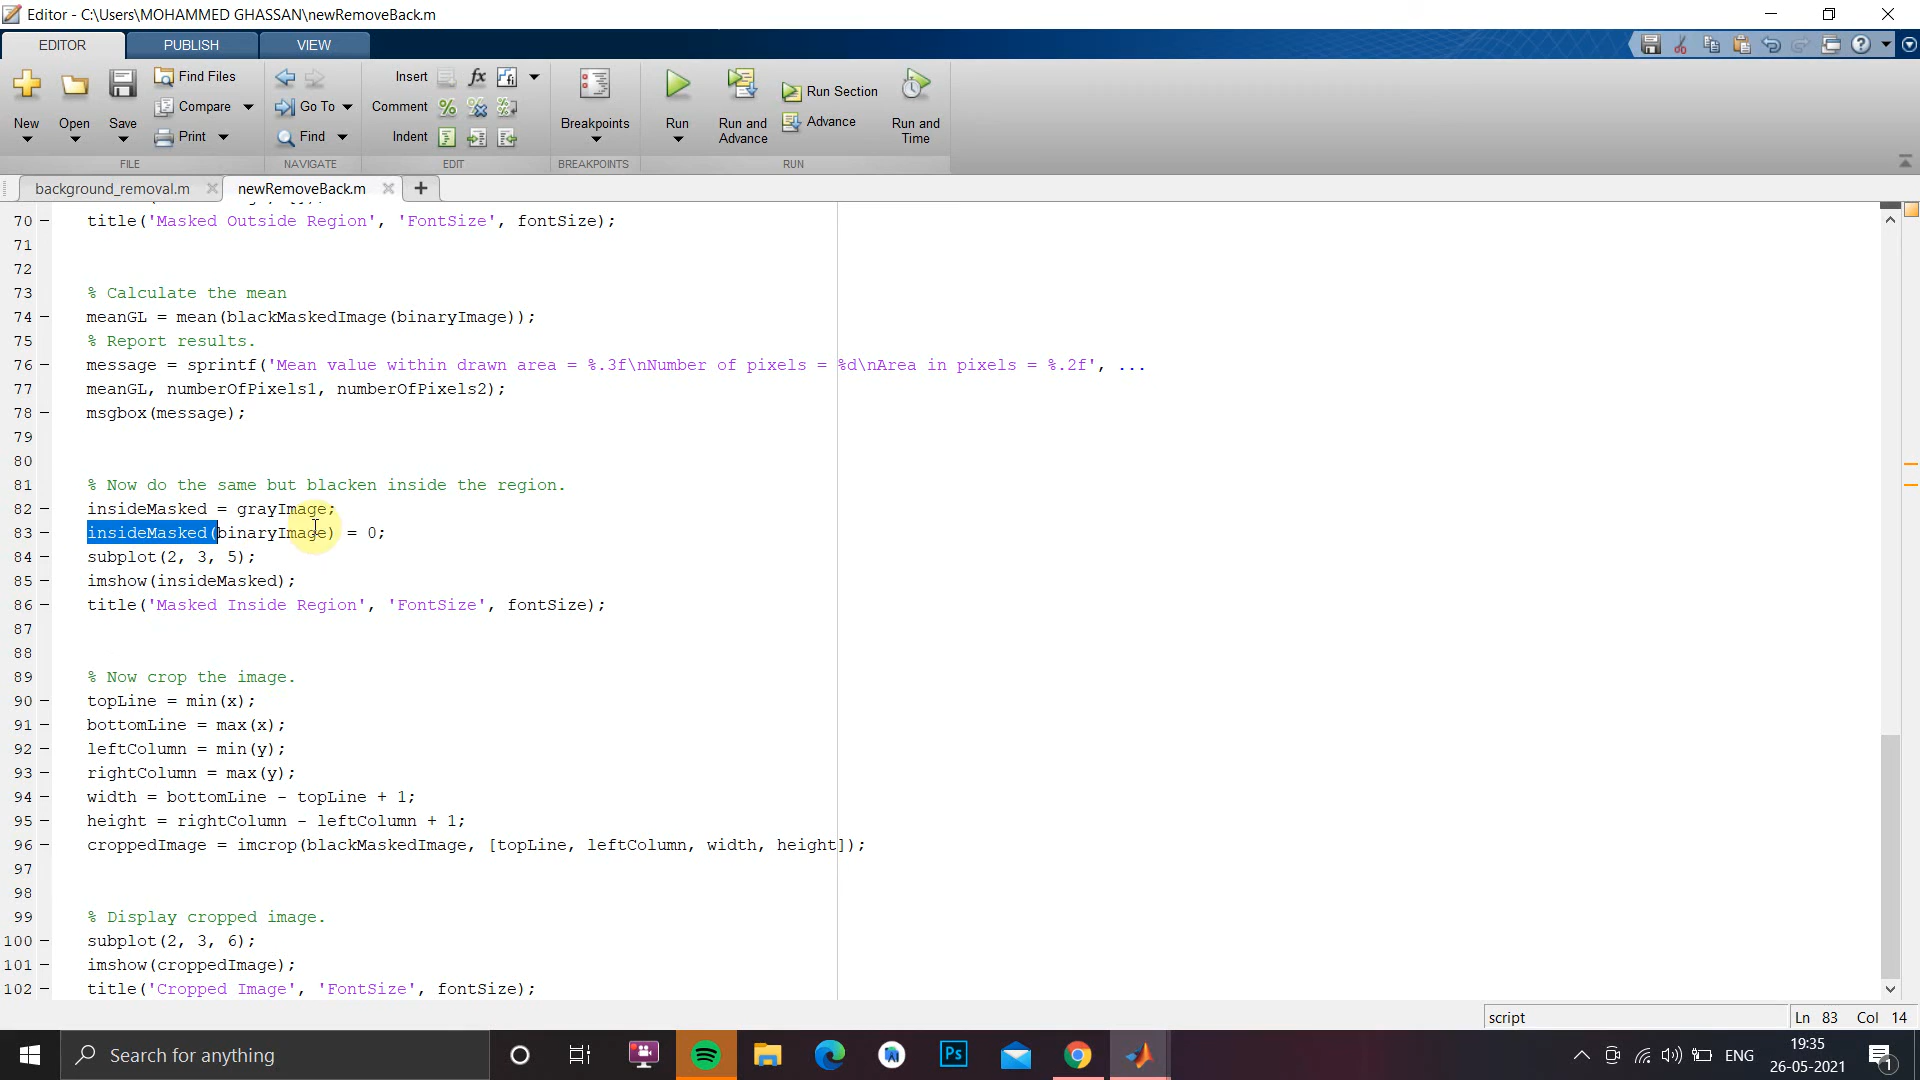 Editor - C:\Users\MOHAMMED GHASSAN\newRemoveBack.m
EDITOR PUBLISH VIEW
New Open Save Find Files Compare Print
FILE
Go To Find
NAVIGATE
Insert Comment Indent
EDIT
Breakpoints
BREAKPOINTS
Run Run and Advance Run Section Advance Run and Time
RUN
background_removal.m newRemoveBack.m
70 title('Masked Outside Region', 'FontSize', fontSize);
71
72
73 % Calculate the mean
74 meanGL = mean(blackMaskedImage(binaryImage));
75 % Report results.
76 message = sprintf('Mean value within drawn area = %.3f\nNumber of pixels = %d\nArea in pixels = %.2f', ...
77 meanGL, numberOfPixels1, numberOfPixels2);
78 msgbox(message);
79
80
81 % Now do the same but blacken inside the region.
82 insideMasked = grayImage;
83 insideMasked(binaryImage) = 0;
84 subplot(2, 3, 5);
85 imshow(insideMasked);
86 title('Masked Inside Region', 'FontSize', fontSize);
87
88
89 % Now crop the image.
90 topLine = min(x);
91 bottomLine = max(x);
92 leftColumn = min(y);
93 rightColumn = max(y);
94 width = bottomLine - topLine + 1;
95 height = rightColumn - leftColumn + 1;
96 croppedImage = imcrop(blackMaskedImage, [topLine, leftColumn, width, height]);
97
98
99 % Display cropped image.
100 subplot(2, 3, 6);
101 imshow(croppedImage);
102 title('Cropped Image', 'FontSize', fontSize);
script Ln 83 Col 14
Search for anything
Ps
ENG
19:35
26-05-2021
1